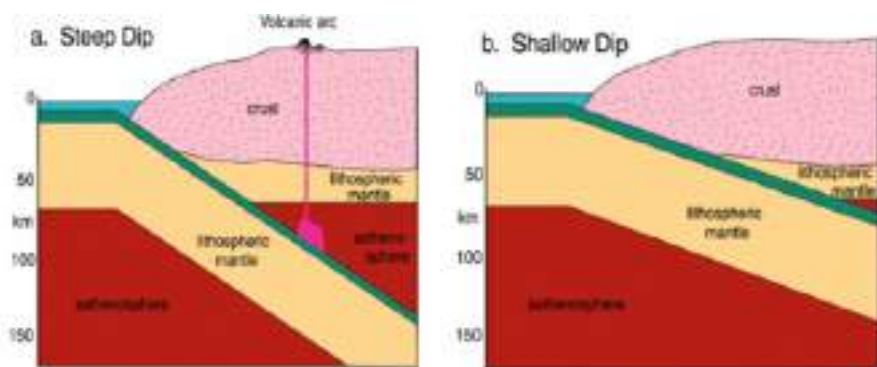 a. Steep Dip
Volcanic arc
crust
0
50
km
100
150
lithospheric
mantle
lithospheric
mantle
astheno-
sphere
asthenosphere
b. Shallow Dip
crust
0
50
km
100
150
lithospheric
mantle
lithospheric
mantle
asthenosphere